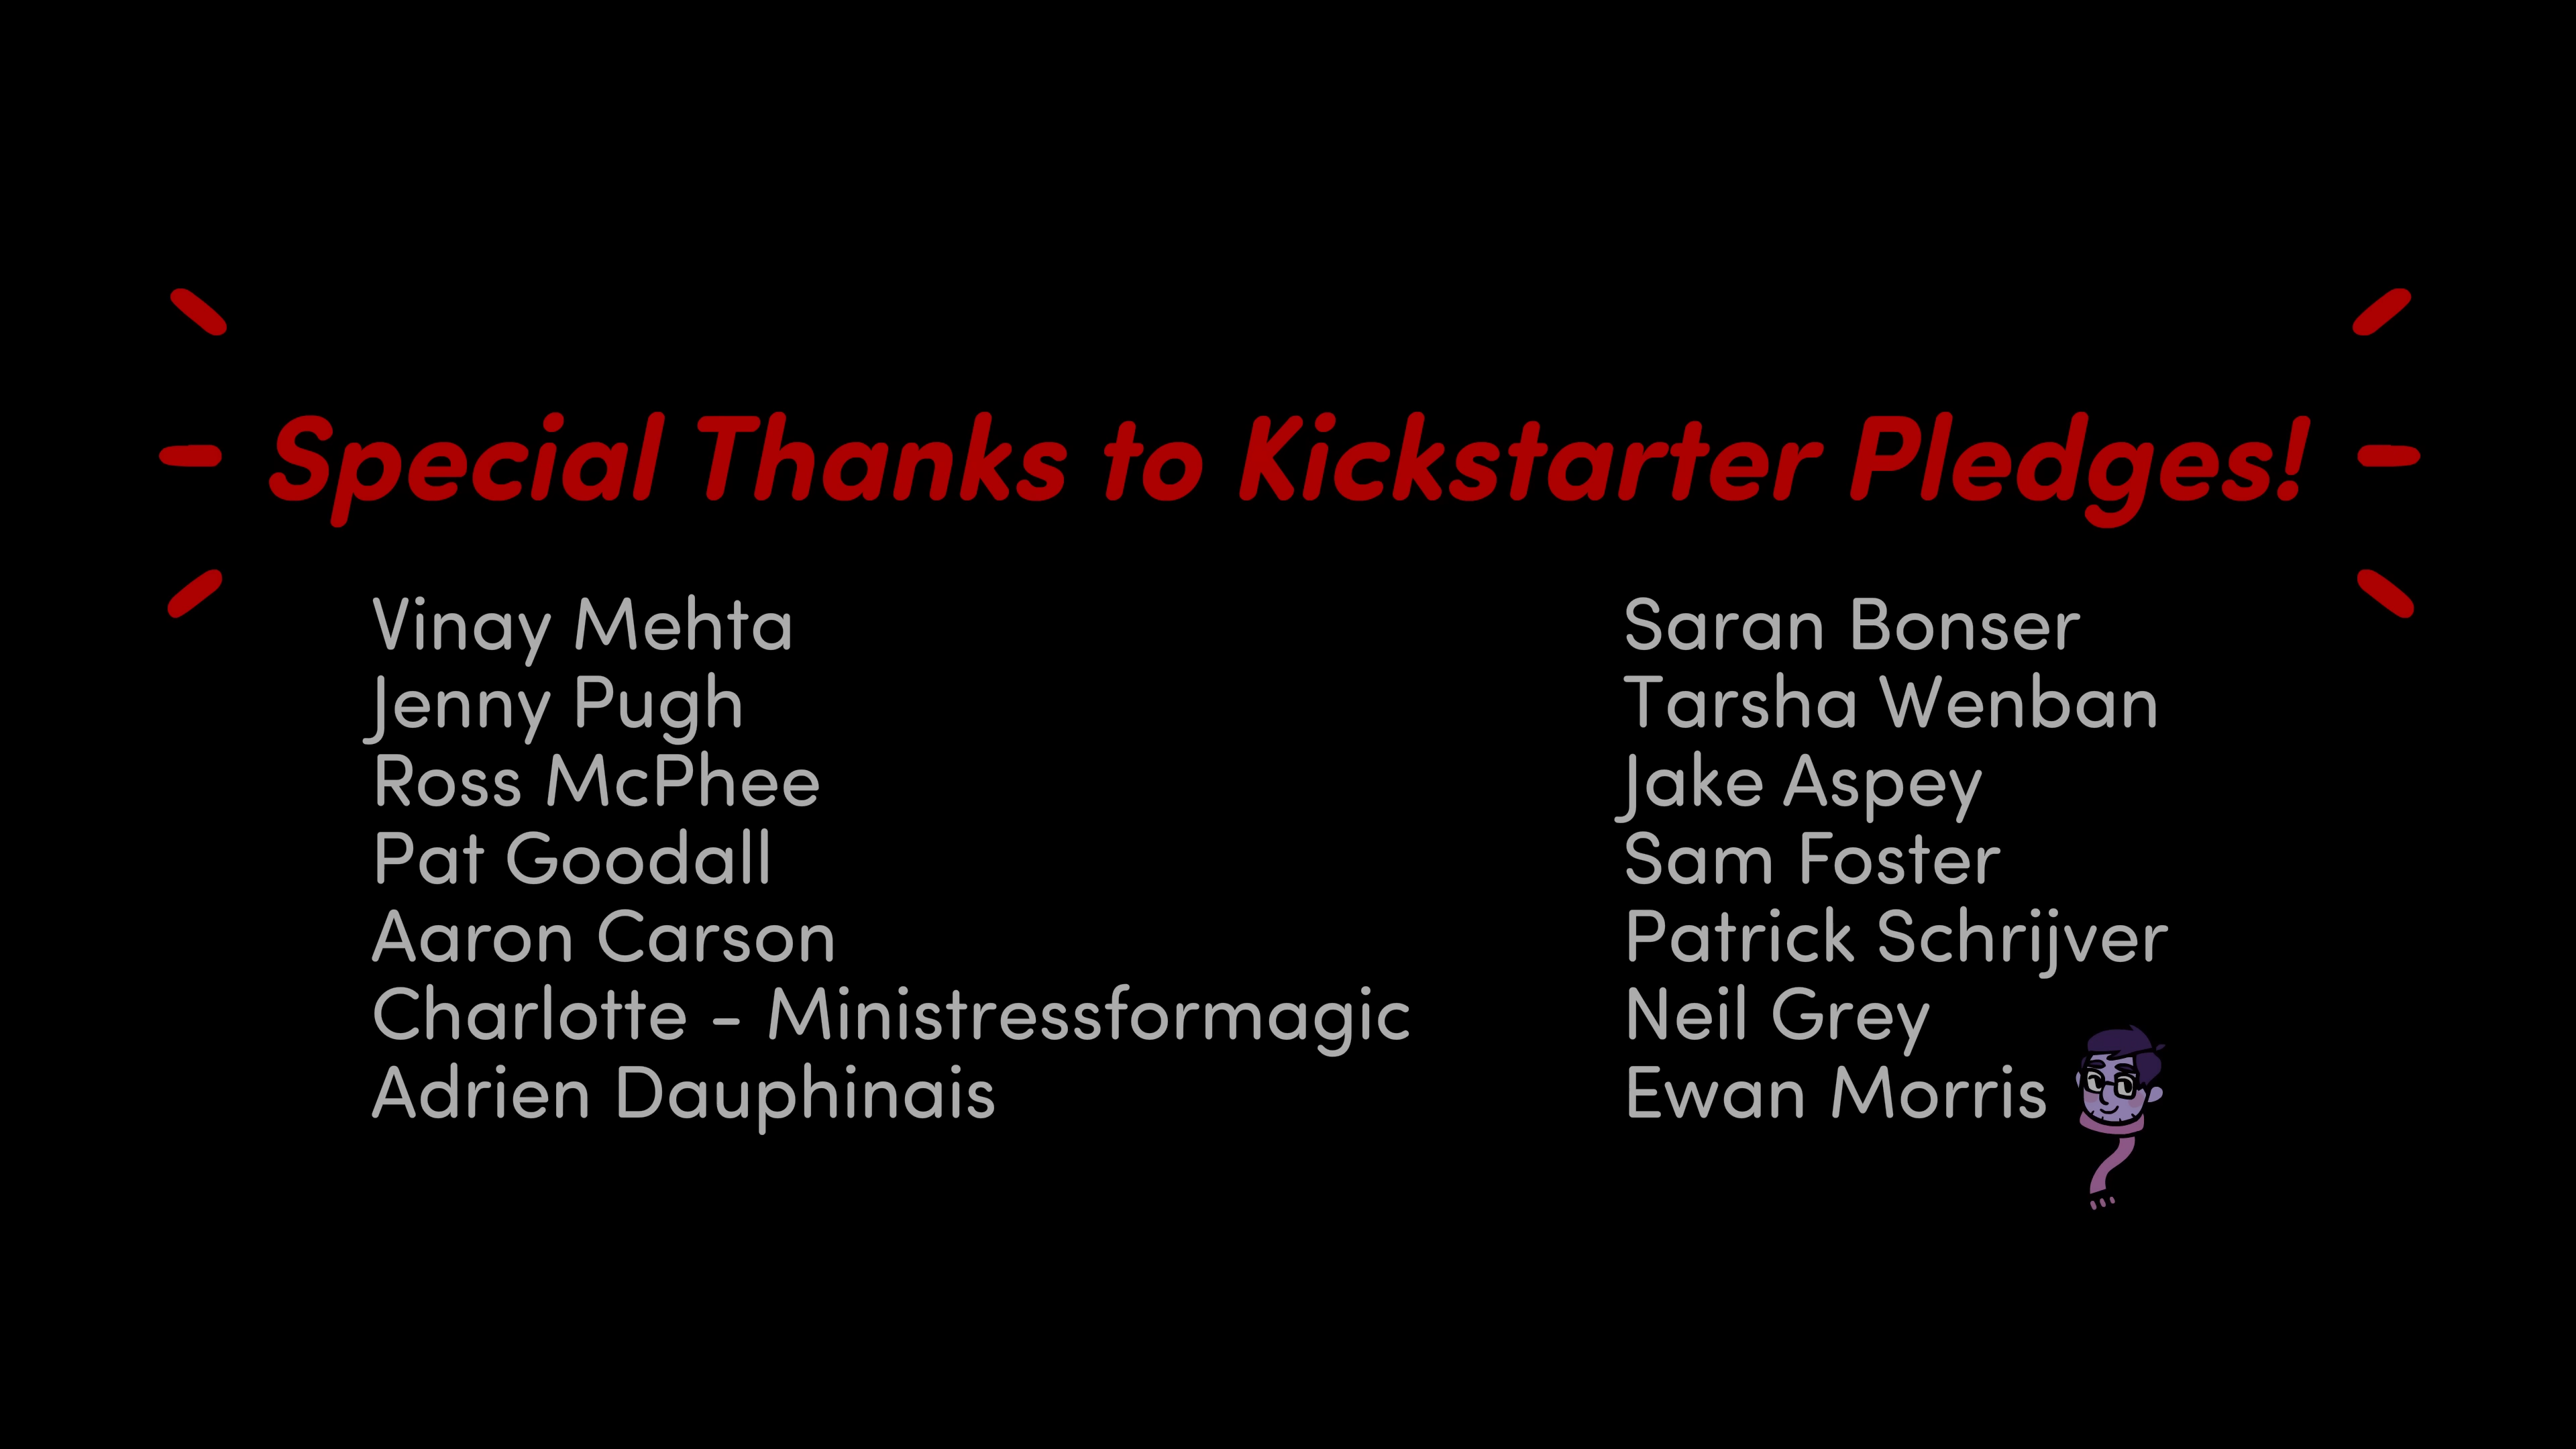 Special Thanks to Kickstarter Pledges!
Vinay Mehta
Jenny Pugh
Ross McPhee
Pat Goodall
Aaron Carson
Charlotte - Ministressformagic
Adrien Dauphinais
Saran Bonser
Tarsha Wenban
Jake Aspey
Sam Foster
Patrick Schrijver
Neil Grey
Ewan Morris